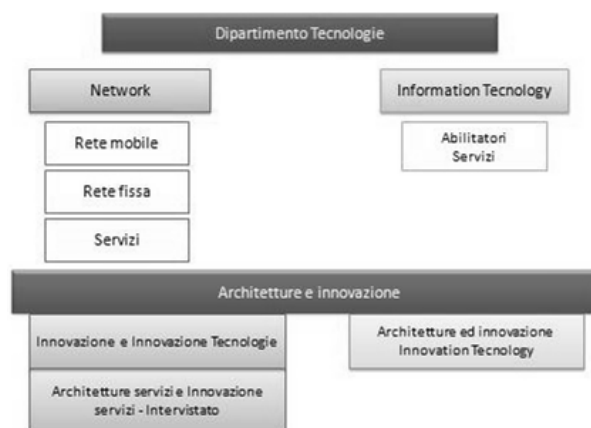 Dipartimento Tecnologie
Network
Information Tecnology
Rete mobile
Abilitatori
Servizi
Rete fissa
Servizi
Architetture e innovazione
Innovazione e Innovazione Tecnologie
Architetture ed innovazione
Innovation Tecnology
Architetture servizi e Innovazione
servizi - Intervistato